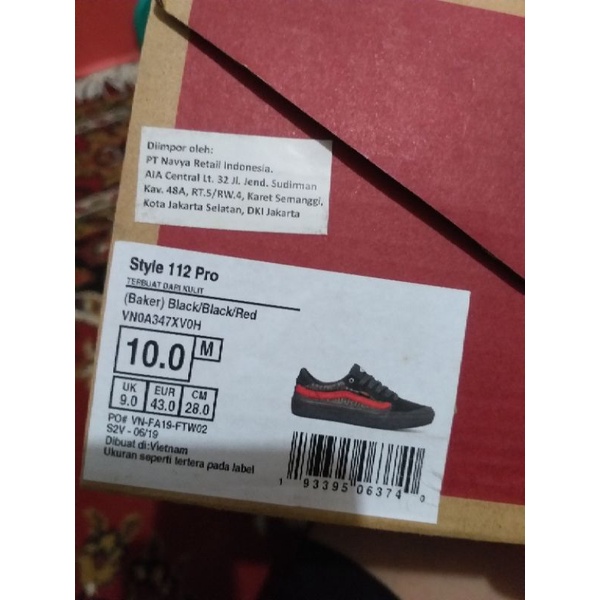 Diimpor oleh:
PT Navya Retail Indonesia.
AIA Central Lt. 32 Jl. Jend. Sudirman
Kav. 48A, RT.5/RW.4, Karet Semanggi.
Kota Jakarta Selatan, DKI Jakarta
Style 112 Pro
TERBUAT DARI KULIT
(Baker) Black/Black/Red
VN0A347XV0H
10.0 M
UK EUR CM
9.0 43.0 28.0
PO# VN-FA19-FTW02
S2V - 06/19
Dibuat di:Vietnam
Ukuran seperti tertera pada label
1 93395 06374 0